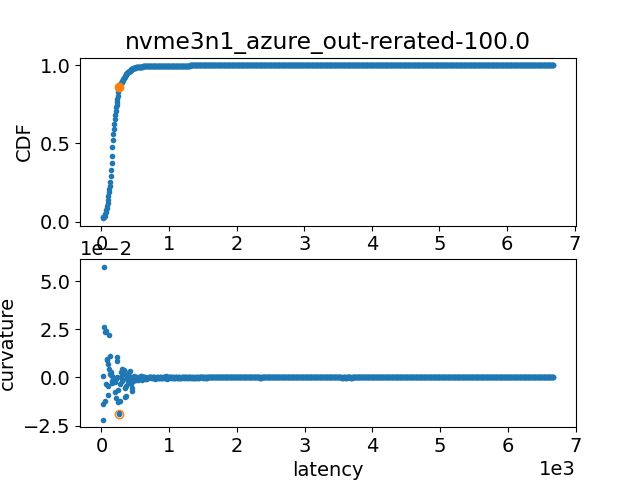 nvme3n1_azure_out-rerated-100.0
1.0
0.5
0.0
CDF
0 1 2 3 4 5 6 7
1e−2
5.0
2.5
0.0
−2.5
curvature
0 1 2 3 4 5 6 7
latency
1e3